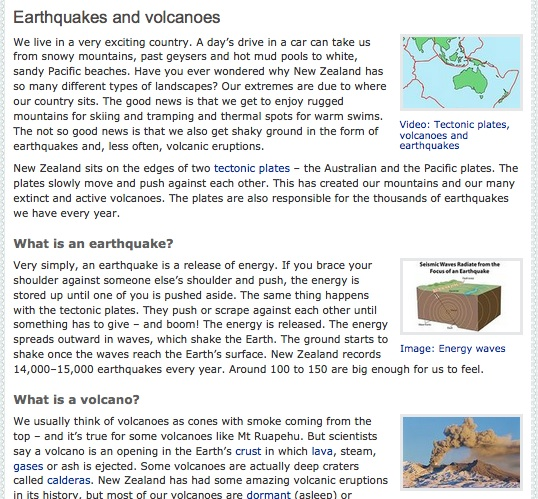 Earthquakes and volcanoes
We live in a very exciting country. A day's drive in a car can take us
from snowy mountains, past geysers and hot mud pools to white,
sandy Pacific beaches. Have you ever wondered why New Zealand has
so many different types of landscapes? Our extremes are due to where
our country sits. The good news is that we get to enjoy rugged
mountains for skiing and tramping and thermal spots for warm swims.
The not so good news is that we also get shaky ground in the form of
earthquakes and, less often, volcanic eruptions.
Video: Tectonic plates,
volcanoes and
earthquakes
New Zealand sits on the edges of two tectonic plates – the Australian and the Pacific plates. The
plates slowly move and push against each other. This has created our mountains and our many
extinct and active volcanoes. The plates are also responsible for the thousands of earthquakes
we have every year.
What is an earthquake?
Very simply, an earthquake is a release of energy. If you brace your
shoulder against someone else's shoulder and push, the energy is
stored up until one of you is pushed aside. The same thing happens
with the tectonic plates. They push or scrape against each other until
something has to give – and boom! The energy is released. The energy
spreads outward in waves, which shake the Earth. The ground starts to
shake once the waves reach the Earth's surface. New Zealand records
14,000–15,000 earthquakes every year. Around 100 to 150 are big enough for us to feel.
Seismic Waves Radiate from the
Focus of an Earthquake
Image: Energy waves
What is a volcano?
We usually think of volcanoes as cones with smoke coming from the
top – and it's true for some volcanoes like Mt Ruapehu. But scientists
say a volcano is an opening in the Earth's crust in which lava, steam,
gases or ash is ejected. Some volcanoes are actually deep craters
called calderas. New Zealand has had some amazing volcanic eruptions
in its history, but most of our volcanoes are dormant (asleep) or